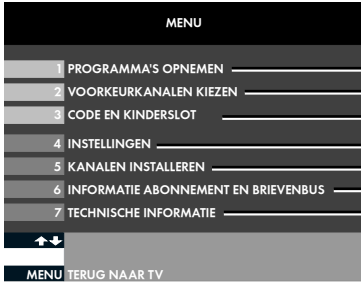 MENU
1 PROGRAMMA'S OPNEMEN
2 VOORKEURKANALEN KIEZEN
3 CODE EN KINDERSLOT
4 INSTELLINGEN
5 KANALEN INSTALLEREN
6 INFORMATIE ABONNEMENT EN BRIEVENBUS
7 TECHNISCHE INFORMATIE
MENU TERUG NAAR TV